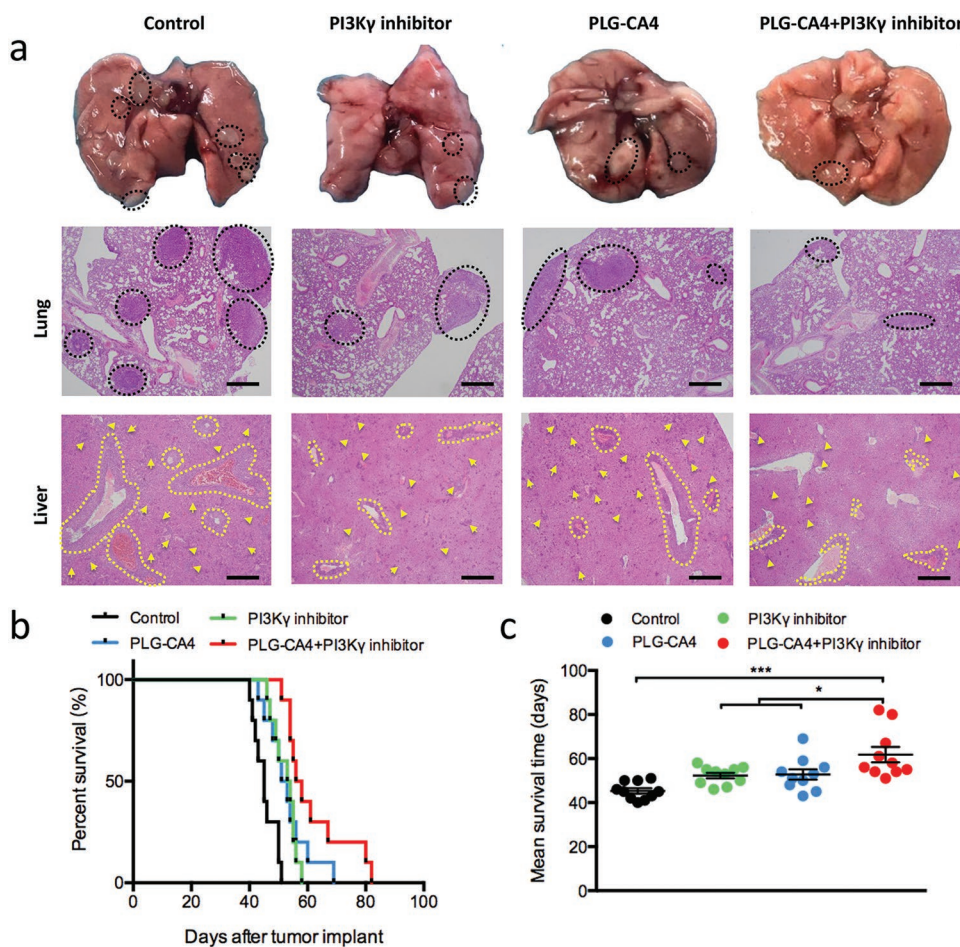 a
Control
PI3Kγ inhibitor
PLG-CA4
PLG-CA4+PI3Kγ inhibitor
Lung
Liver
b
Control
PI3Kγ inhibitor
PLG-CA4
PLG-CA4+PI3Kγ inhibitor
Percent survival (%)
100
50
0
0
20
40
60
80
100
Days after tumor implant
c
Control
PI3Kγ inhibitor
PLG-CA4
PLG-CA4+PI3Kγ inhibitor
Mean survival time (days)
100
80
60
40
20
0
***
*